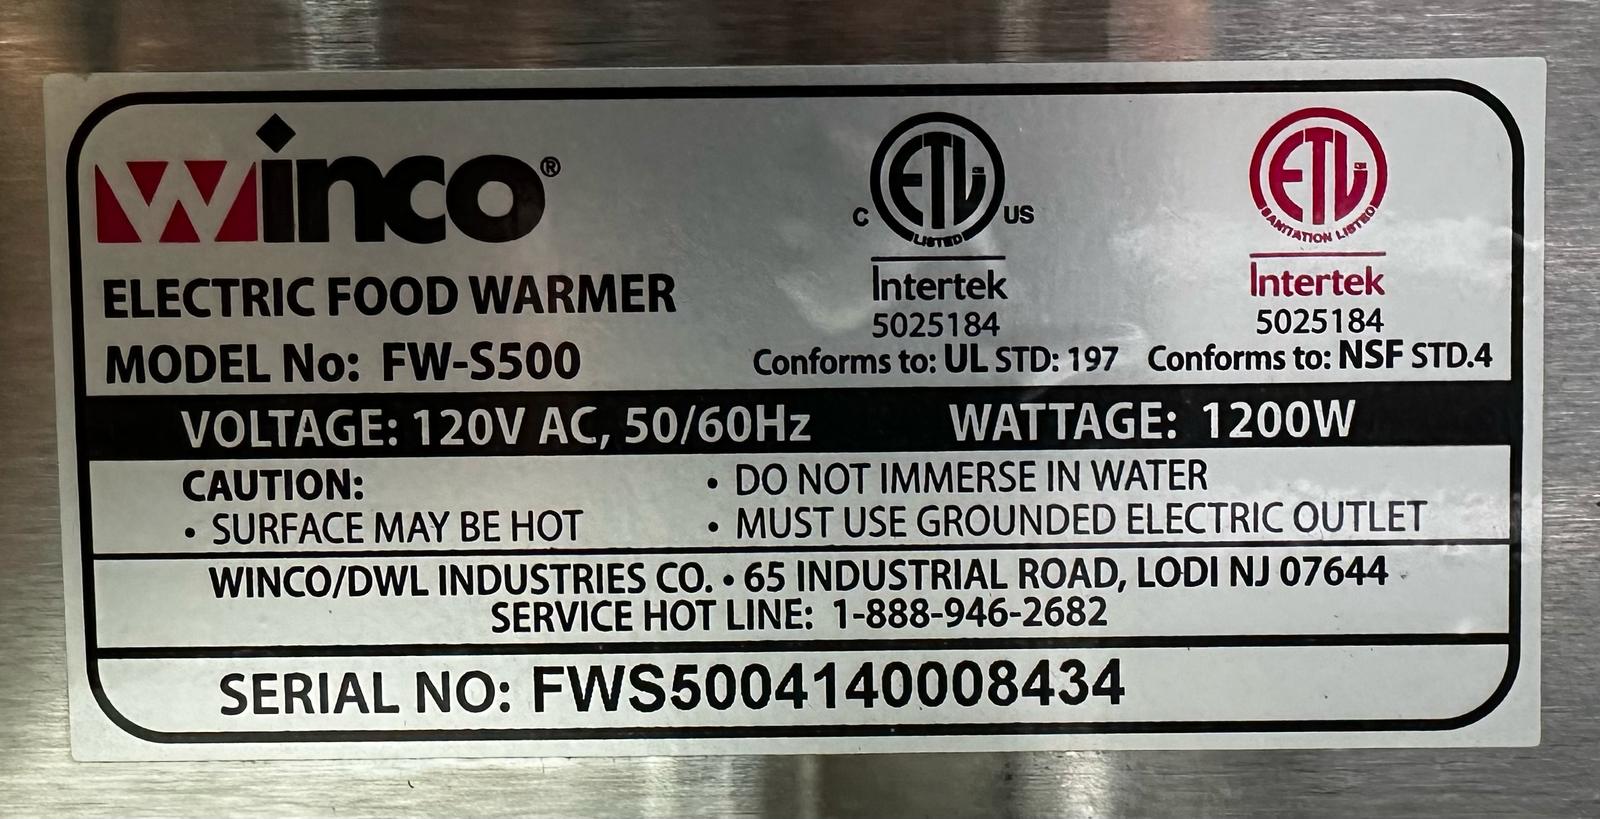 Winco®
ELECTRIC FOOD WARMER
MODEL No: FW-S500
C ETL US
LISTED
Intertek
5025184
Conforms to: UL STD: 197
ETL
SANITATION LISTED
Intertek
5025184
Conforms to: NSF STD.4
VOLTAGE: 120V AC, 50/60Hz WATTAGE: 1200W
CAUTION:
• SURFACE MAY BE HOT
• DO NOT IMMERSE IN WATER
• MUST USE GROUNDED ELECTRIC OUTLET
WINCO/DWL INDUSTRIES CO. • 65 INDUSTRIAL ROAD, LODI NJ 07644
SERVICE HOT LINE: 1-888-946-2682
SERIAL NO: FWS5004140008434